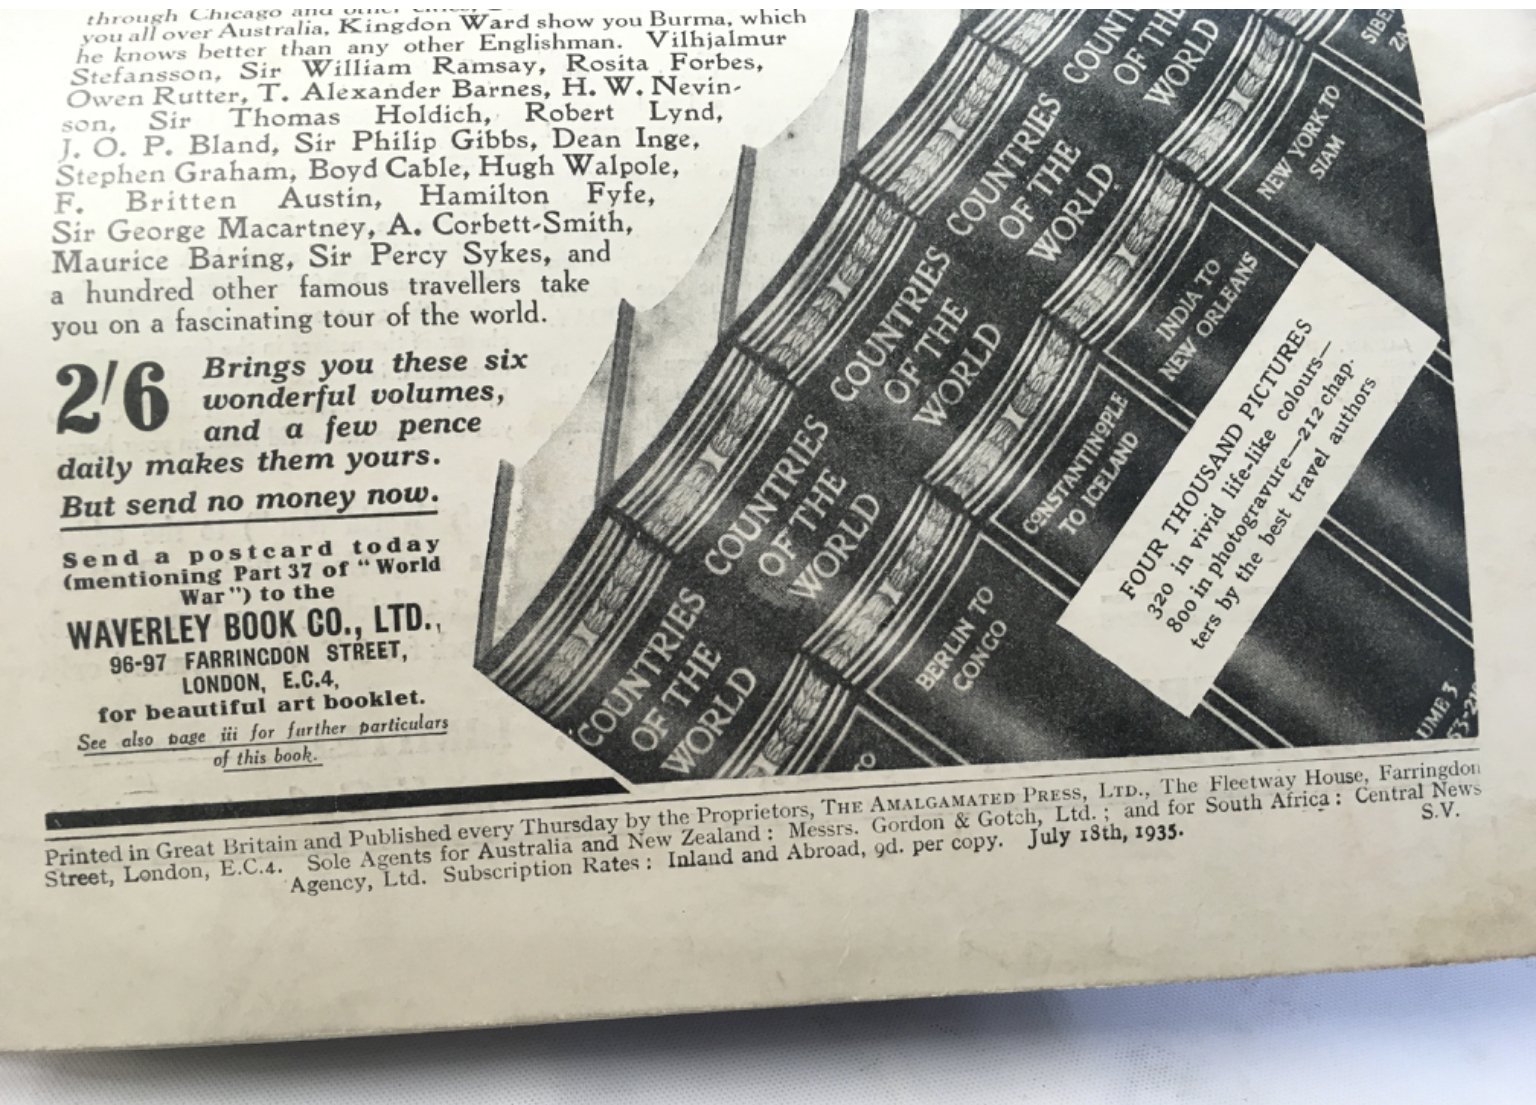 through Chicago and other cities,
you all over Australia, Kingdon Ward show you Burma, which
he knows better than any other Englishman. Vilhjalmur
Stefansson, Sir William Ramsay, Rosita Forbes,
Owen Rutter, T. Alexander Barnes, H. W. Nevin-
son, Sir Thomas Holdich, Robert Lynd,
J. O. P. Bland, Sir Philip Gibbs, Dean Inge,
Stephen Graham, Boyd Cable, Hugh Walpole,
F. Britten Austin, Hamilton Fyfe,
Sir George Macartney, A. Corbett-Smith,
Maurice Baring, Sir Percy Sykes, and
a hundred other famous travellers take
you on a fascinating tour of the world.
2/6 Brings you these six
wonderful volumes,
and a few pence
daily makes them yours.
But send no money now.
Send a postcard today
(mentioning Part 37 of "World
War") to the
WAVERLEY BOOK CO., LTD.,
96-97 FARRINGDON STREET,
LONDON, E.C.4,
for beautiful art booklet.
See also page iii for further particulars
of this book.
COUNT
OF THE
WORLD
NEW YORK TO
SIAM
COUNTRIES
OF THE
WORLD
INDIA TO
NEW ORLEANS
COUNTRIES
OF THE
WORLD
CONSTANTINOPLE
TO ICELAND
COUNTRIES
OF THE
WORLD
BERLIN TO
CONGO
COUNTRIES
OF THE
WORLD
TO
FOUR THOUSAND PICTURES
320 in vivid life-like colours—
800 in photogravure—212 chap-
ters by the best travel authors
UME 3
Printed in Great Britain and Published every Thursday by the Proprietors, THE AMALGAMATED PRESS, LTD., The Fleetway House, Farringdon
Street, London, E.C.4. Sole Agents for Australia and New Zealand: Messrs. Gordon & Gotch, Ltd.; and for South Africa: Central News
Agency, Ltd. Subscription Rates: Inland and Abroad, 9d. per copy. July 18th, 1935. S.V.